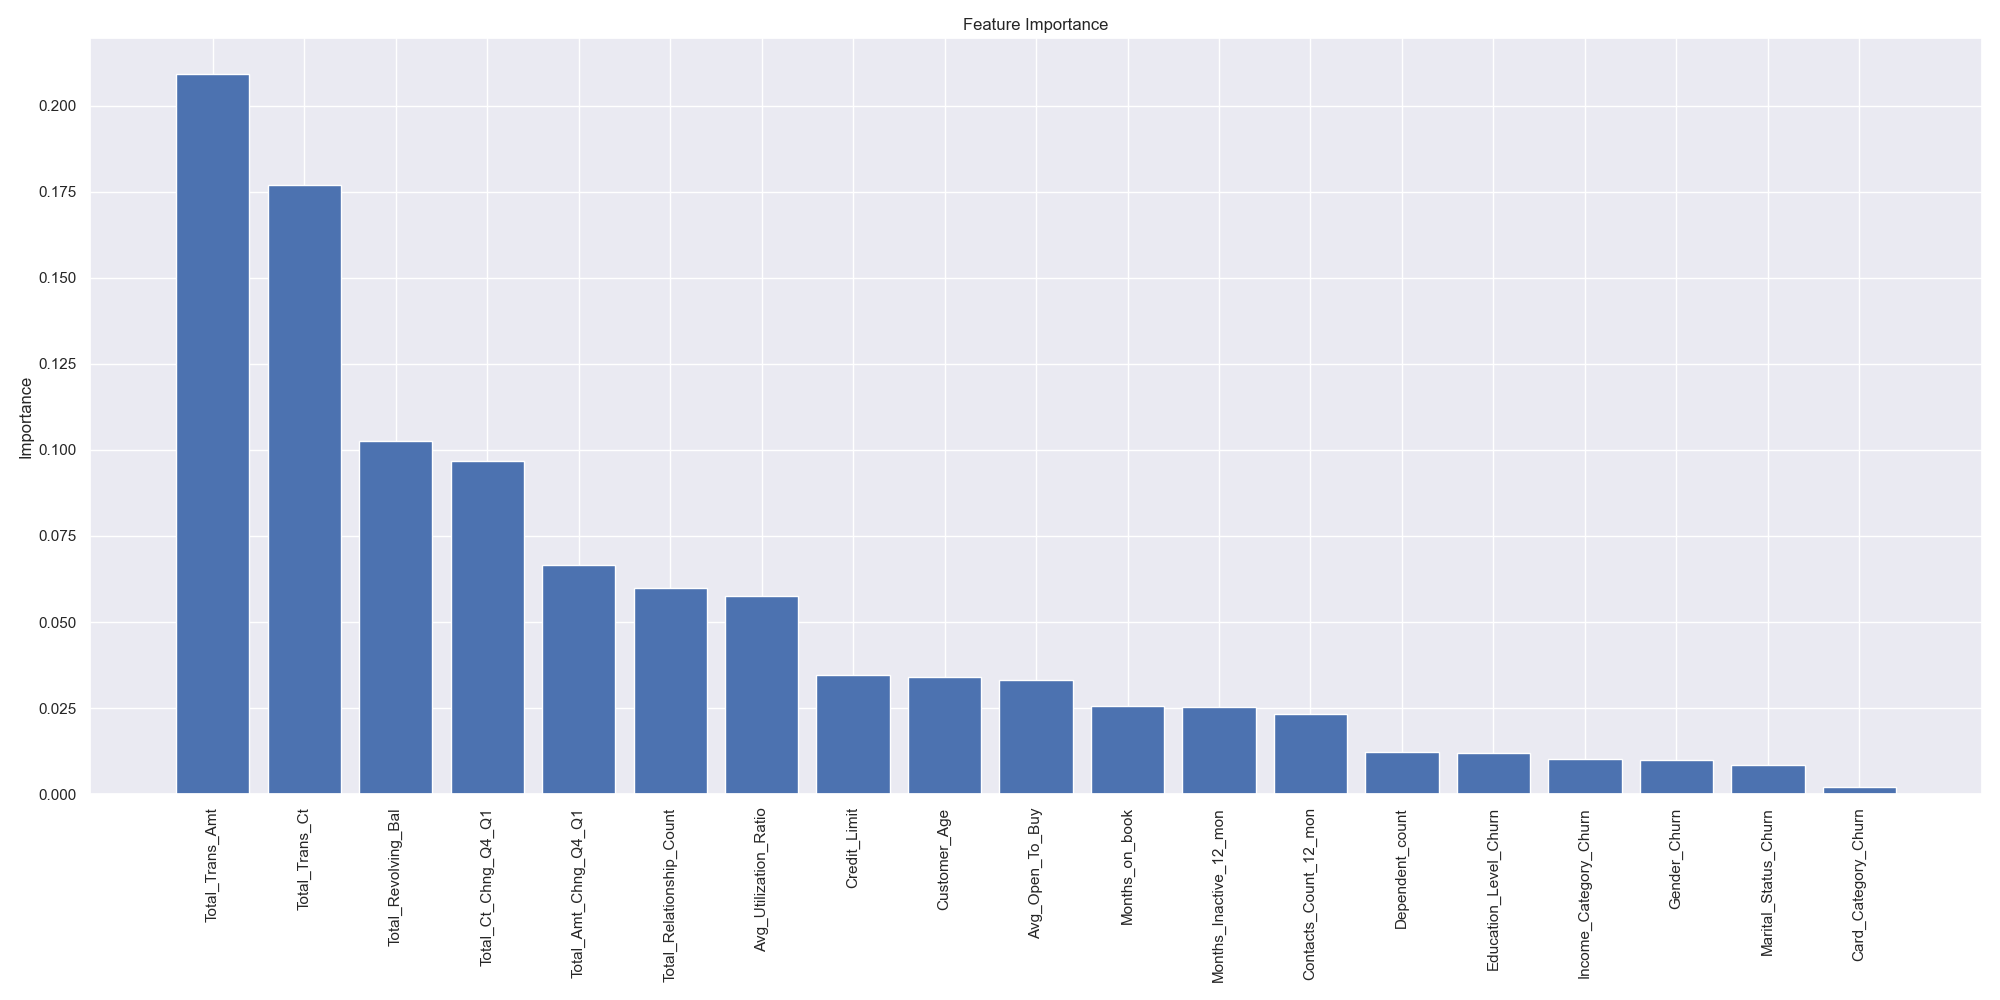 Feature Importance
Importance
0.200
0.175
0.150
0.125
0.100
0.075
0.050
0.025
0.000
Total_Trans_Amt
Total_Trans_Ct
Total_Revolving_Bal
Total_Ct_Chng_Q4_Q1
Total_Amt_Chng_Q4_Q1
Total_Relationship_Count
Avg_Utilization_Ratio
Credit_Limit
Customer_Age
Avg_Open_To_Buy
Months_on_book
Months_Inactive_12_mon
Contacts_Count_12_mon
Dependent_count
Education_Level_Churn
Income_Category_Churn
Gender_Churn
Marital_Status_Churn
Card_Category_Churn